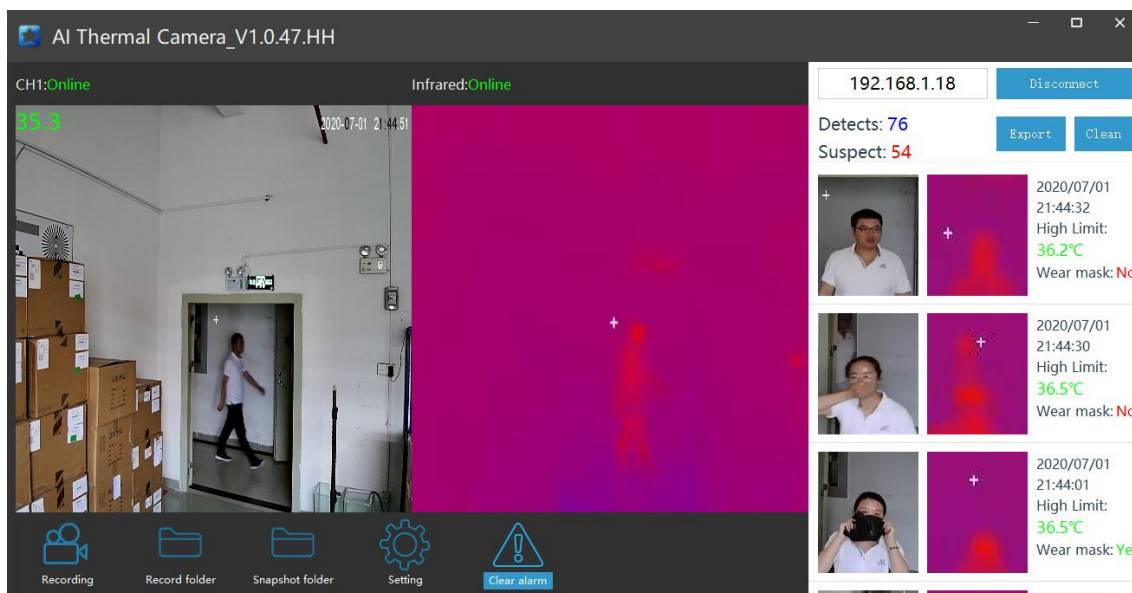 AI Thermal Camera_V1.0.47.HH
CH1:Online
Infrared:Online
35.3
2020-07-01 21:44:51
192.168.1.18
Disconnect
Detects: 76
Suspect: 54
Export
Clean
2020/07/01
21:44:32
High Limit:
36.2℃
Wear mask: No
2020/07/01
21:44:30
High Limit:
36.5℃
Wear mask: No
2020/07/01
21:44:01
High Limit:
36.5℃
Wear mask: Ye
Recording
Record folder
Snapshot folder
Setting
Clear alarm